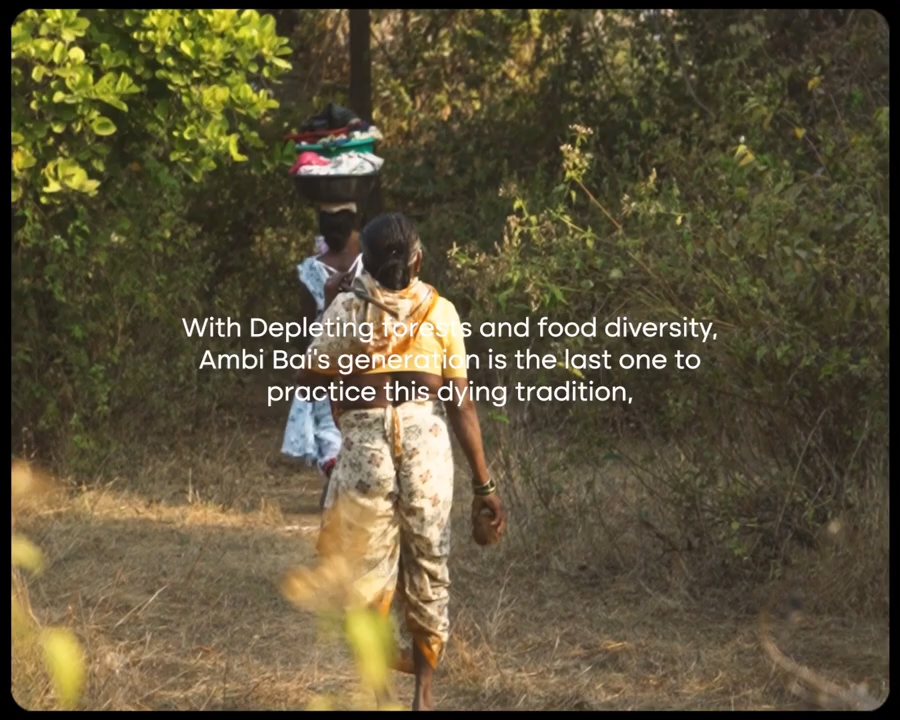 With Depleting forests and food diversity,
Ambi Bai's generation is the last one to
practice this dying tradition,